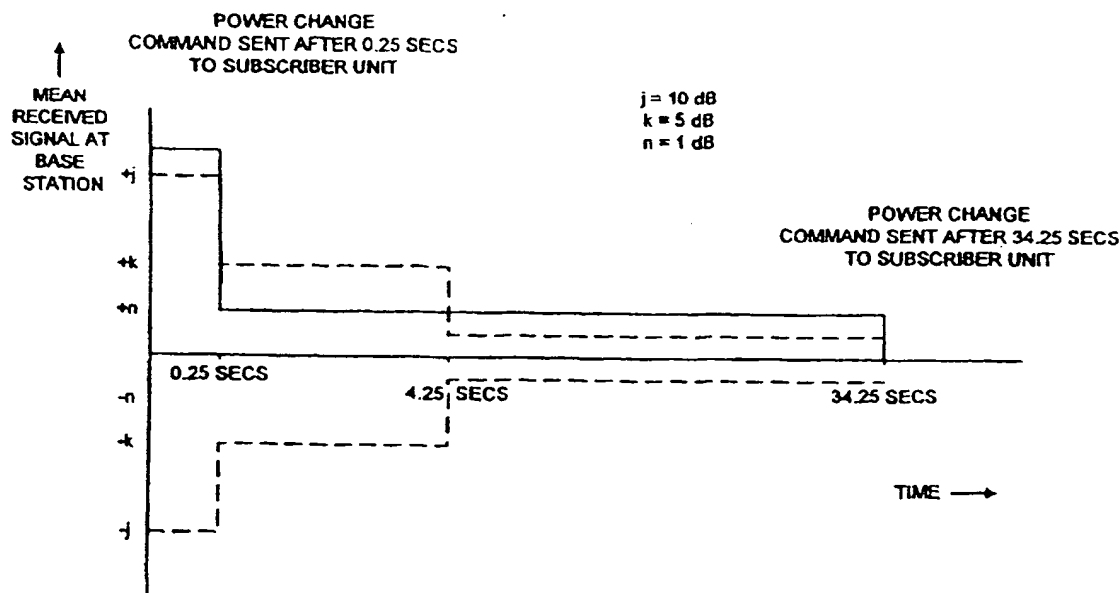 POWER CHANGE
COMMAND SENT AFTER 0.25 SECS
TO SUBSCRIBER UNIT
MEAN
RECEIVED
SIGNAL AT
BASE
STATION
j = 10 dB
k = 5 dB
n = 1 dB
+j
POWER CHANGE
COMMAND SENT AFTER 34.25 SECS
TO SUBSCRIBER UNIT
+k
+n
0.25 SECS
4.25 SECS
34.25 SECS
-n
-k
TIME
-j